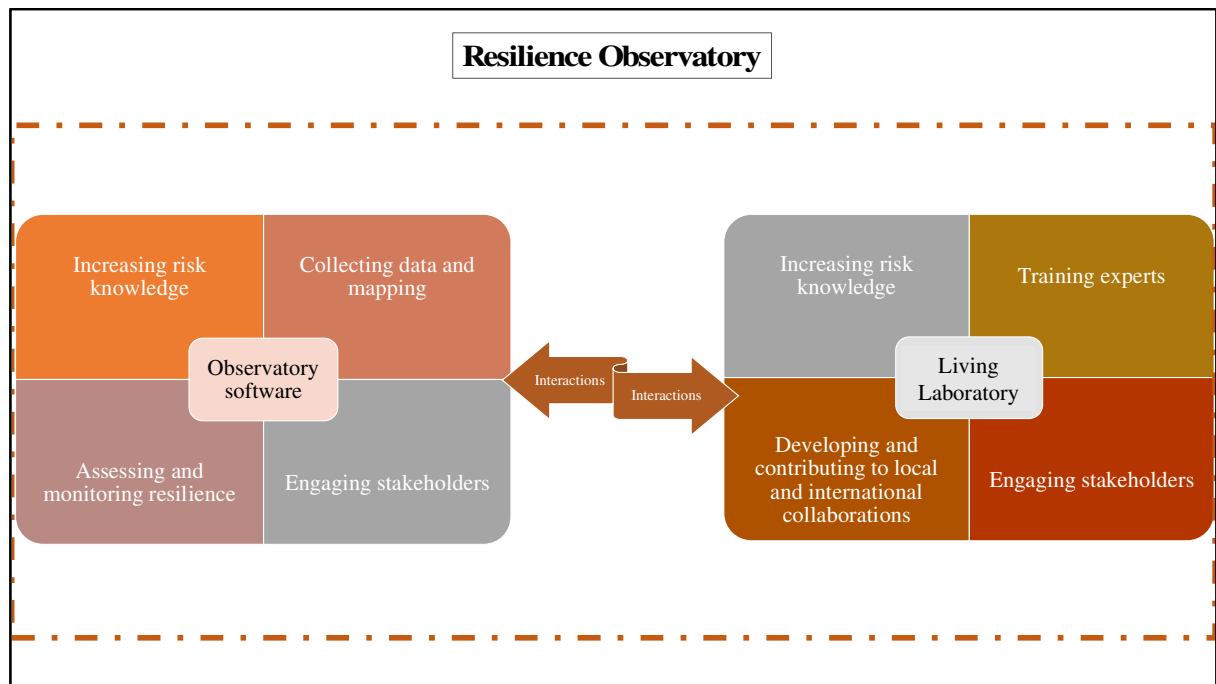 Resilience Observatory
Increasing risk
knowledge
Collecting data and
mapping
Observatory
software
Assessing and
monitoring resilience
Engaging stakeholders
Interactions
Interactions
Increasing risk
knowledge
Training experts
Living
Laboratory
Developing and
contributing to local
and international
collaborations
Engaging stakeholders